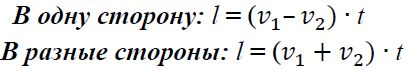 В одну сторону: l = (v₁ – v₂) · t
В разные стороны: l = (v₁ + v₂) · t